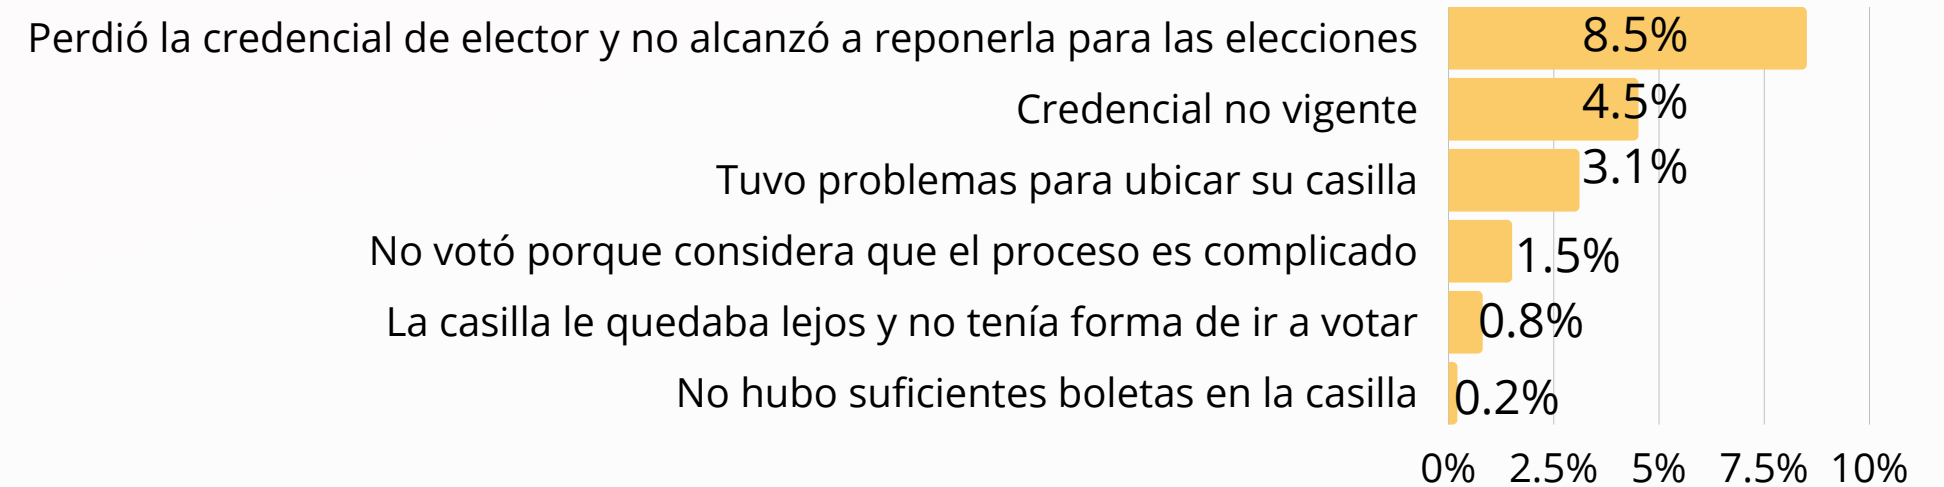 Perdió la credencial de elector y no alcanzó a reponerla para las elecciones 8.5%
Credencial no vigente 4.5%
Tuvo problemas para ubicar su casilla 3.1%
No votó porque considera que el proceso es complicado 1.5%
La casilla le quedaba lejos y no tenía forma de ir a votar 0.8%
No hubo suficientes boletas en la casilla 0.2%
0% 2.5% 5% 7.5% 10%